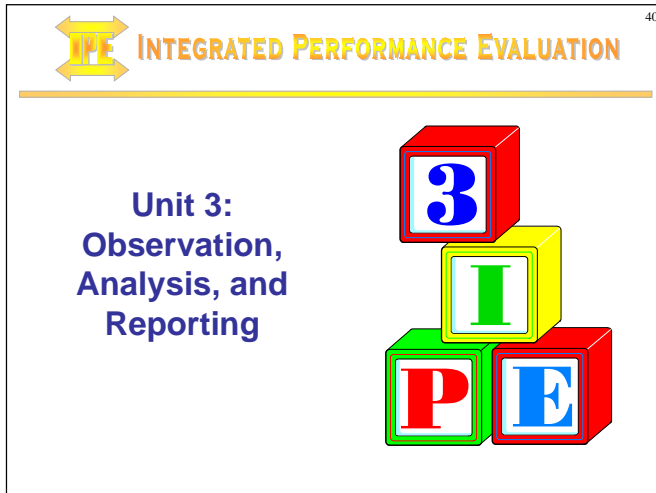 40
IPE INTEGRATED PERFORMANCE EVALUATION
Unit 3:
Observation,
Analysis, and
Reporting
3
I
P E